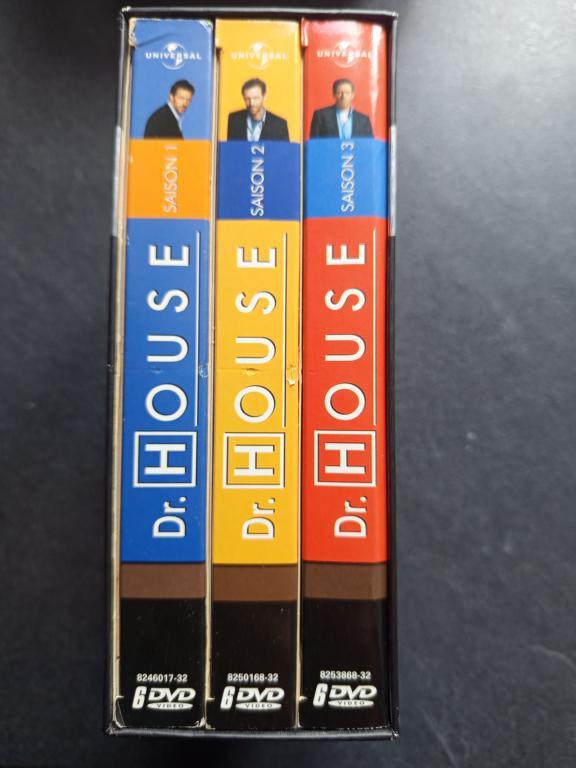 UNIVERSAL
SAISON 1
Dr. HOUSE
8246017-32
6 DVD
VIDEO
UNIVERSAL
SAISON 2
Dr. HOUSE
8250168-32
6 DVD
VIDEO
UNIVERSAL
SAISON 3
Dr. HOUSE
8253868-32
6 DVD
VIDEO